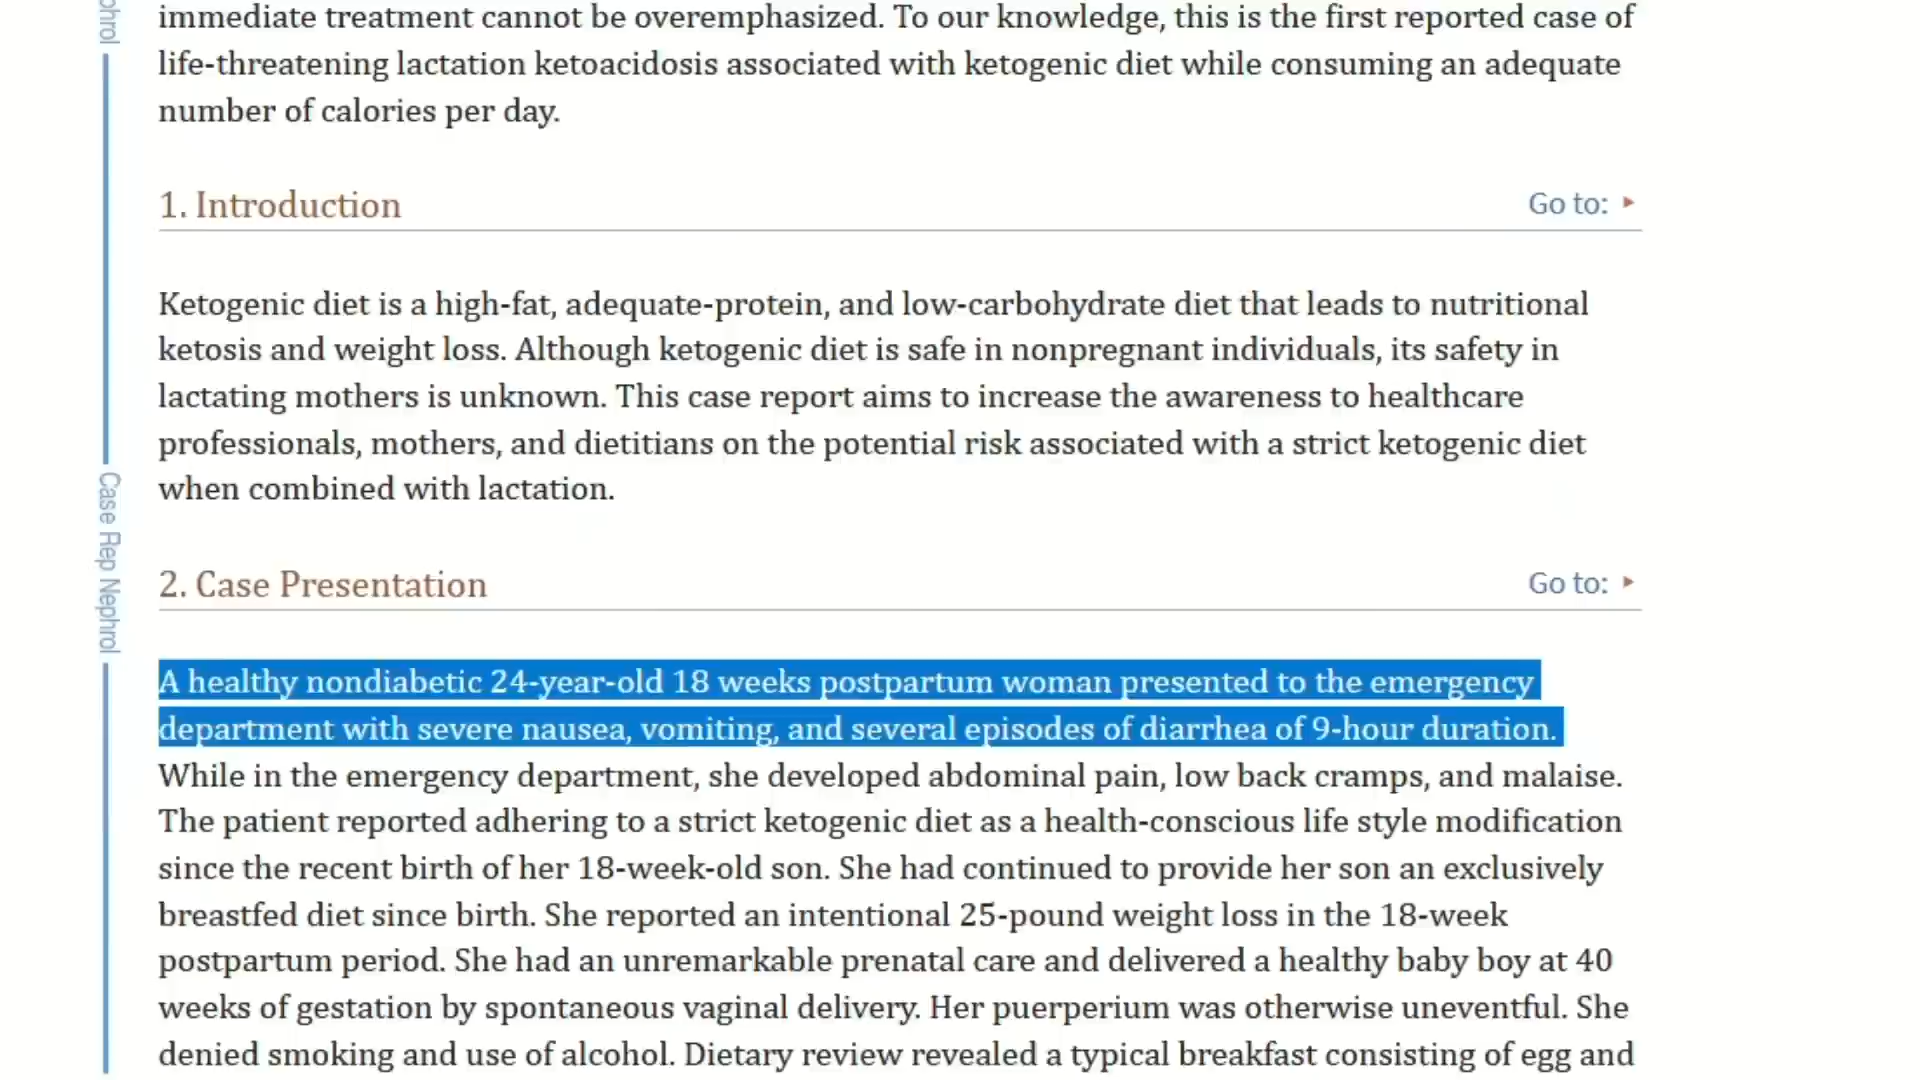 immediate treatment cannot be overemphasized. To our knowledge, this is the first reported case of
life-threatening lactation ketoacidosis associated with ketogenic diet while consuming an adequate
number of calories per day.
1. Introduction
Go to:
Ketogenic diet is a high-fat, adequate-protein, and low-carbohydrate diet that leads to nutritional
ketosis and weight loss. Although ketogenic diet is safe in nonpregnant individuals, its safety in
lactating mothers is unknown. This case report aims to increase the awareness to healthcare
professionals, mothers, and dietitians on the potential risk associated with a strict ketogenic diet
when combined with lactation.
2. Case Presentation
Go to:
A healthy nondiabetic 24-year-old 18 weeks postpartum woman presented to the emergency
department with severe nausea, vomiting, and several episodes of diarrhea of 9-hour duration.
While in the emergency department, she developed abdominal pain, low back cramps, and malaise.
The patient reported adhering to a strict ketogenic diet as a health-conscious life style modification
since the recent birth of her 18-week-old son. She had continued to provide her son an exclusively
breastfed diet since birth. She reported an intentional 25-pound weight loss in the 18-week
postpartum period. She had an unremarkable prenatal care and delivered a healthy baby boy at 40
weeks of gestation by spontaneous vaginal delivery. Her puerperium was otherwise uneventful. She
denied smoking and use of alcohol. Dietary review revealed a typical breakfast consisting of egg and
Case Rep Nephrol